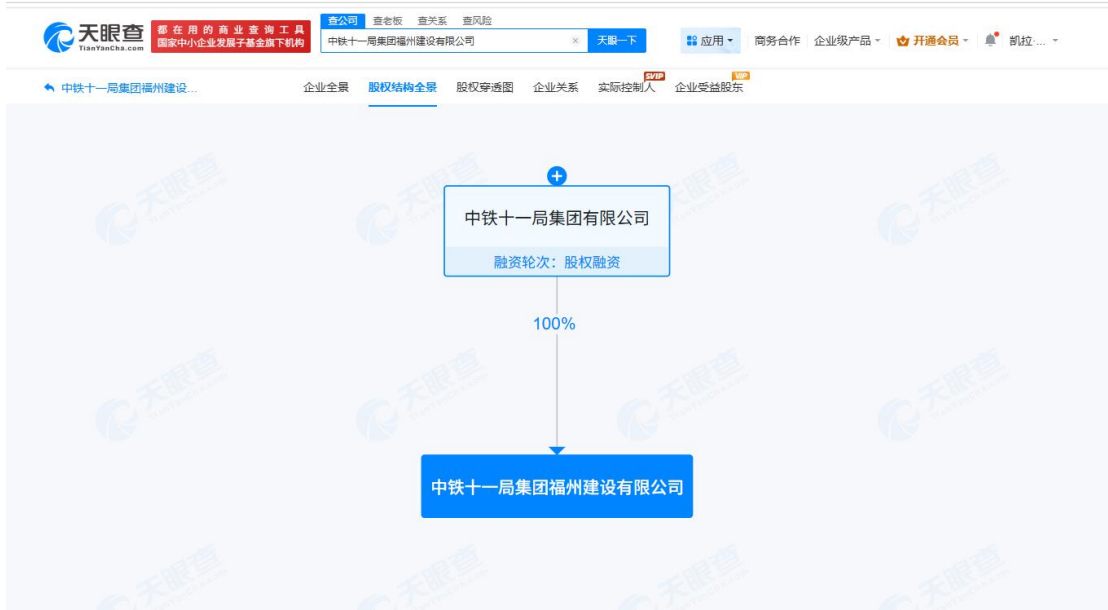 天眼查
TianYanCha.com
都在用的商业查询工具
国家中小企业发展子基金旗下机构
查公司 查老板 查关系 查风险
中铁十一局集团福州建设有限公司 × 天眼一下
应用 商务合作 企业级产品 开通会员 凯拉·...
中铁十一局集团福州建设...
企业全景 股权结构全景 股权穿透图 企业关系 实际控制人 SVIP 企业受益股东 VIP
中铁十一局集团有限公司
融资轮次：股权融资
100%
中铁十一局集团福州建设有限公司